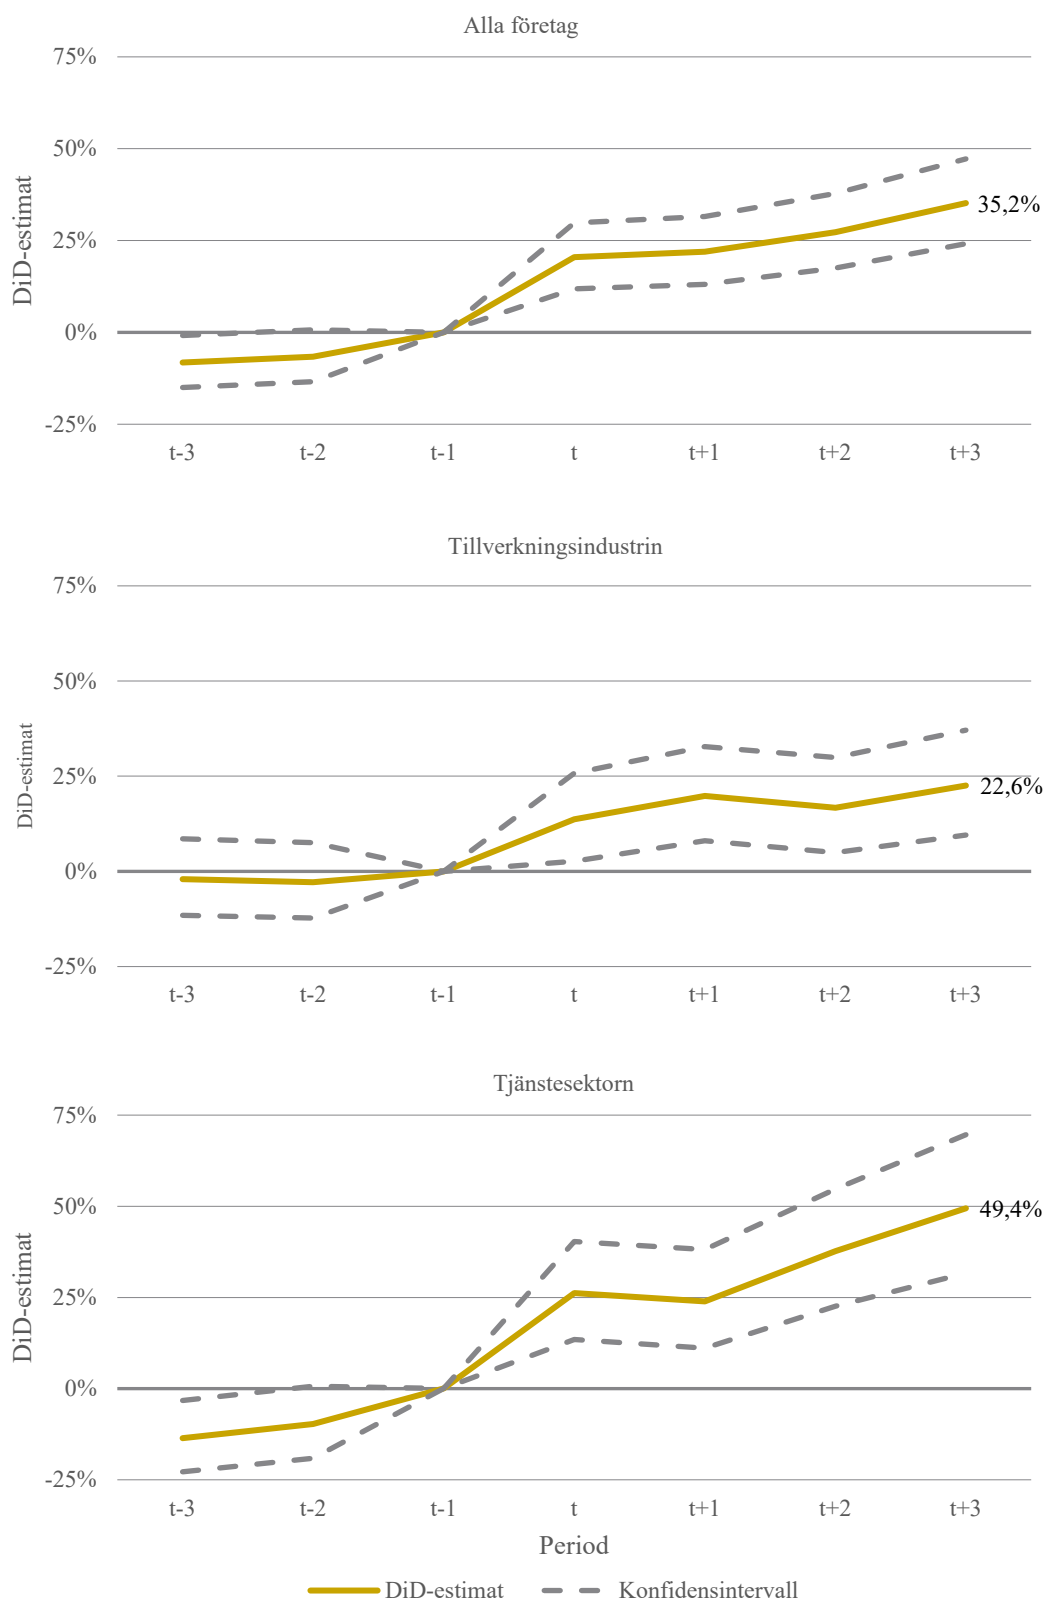 Alla företag
75%
50%
25%
0%
-25%
DiD-estimat
35,2%
t-3 t-2 t-1 t t+1 t+2 t+3
Tillverkningsindustrin
75%
50%
25%
0%
-25%
DiD-estimat
22,6%
t-3 t-2 t-1 t t+1 t+2 t+3
Tjänstesektorn
75%
50%
25%
0%
-25%
DiD-estimat
49,4%
t-3 t-2 t-1 t t+1 t+2 t+3
Period
DiD-estimat Konfidensintervall